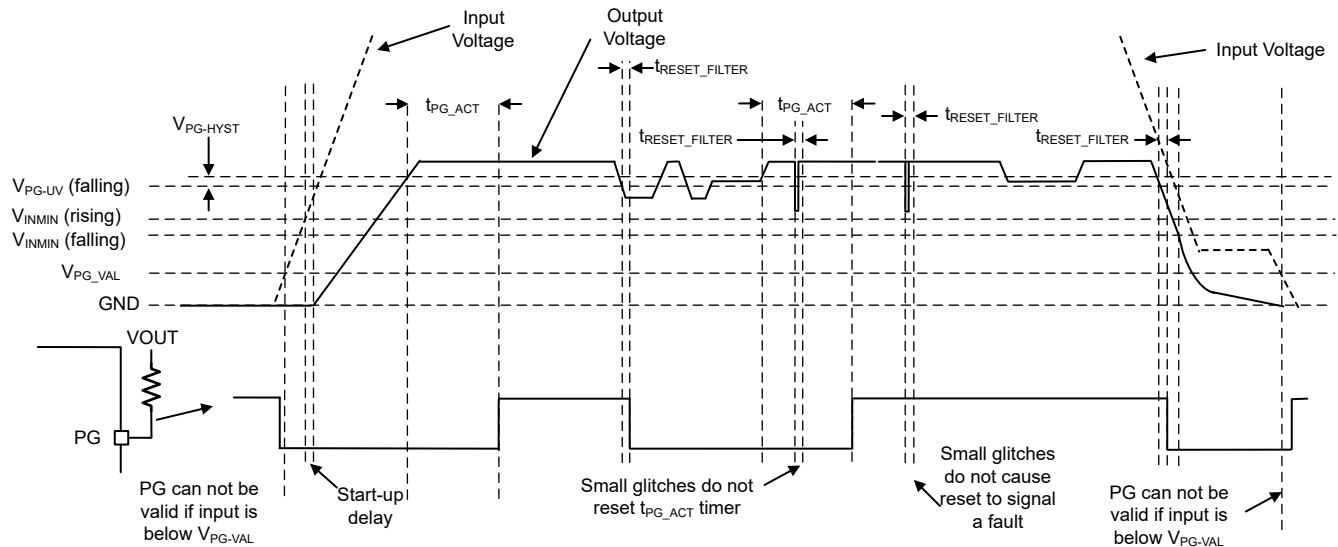 Input
Voltage
Output
Voltage
Input Voltage
tRESET_FILTER
tPG_ACT
tPG_ACT
tRESET_FILTER
tRESET_FILTER
tRESET_FILTER
VPG-HYST
VPG-UV (falling)
VINMIN (rising)
VINMIN (falling)
VPG_VAL
GND
VOUT
PG
PG can not be
valid if input is
below VPG-VAL
Start-up
delay
Small glitches do not
reset tPG_ACT timer
Small glitches
do not cause
reset to signal
a fault
PG can not be
valid if input is
below VPG-VAL